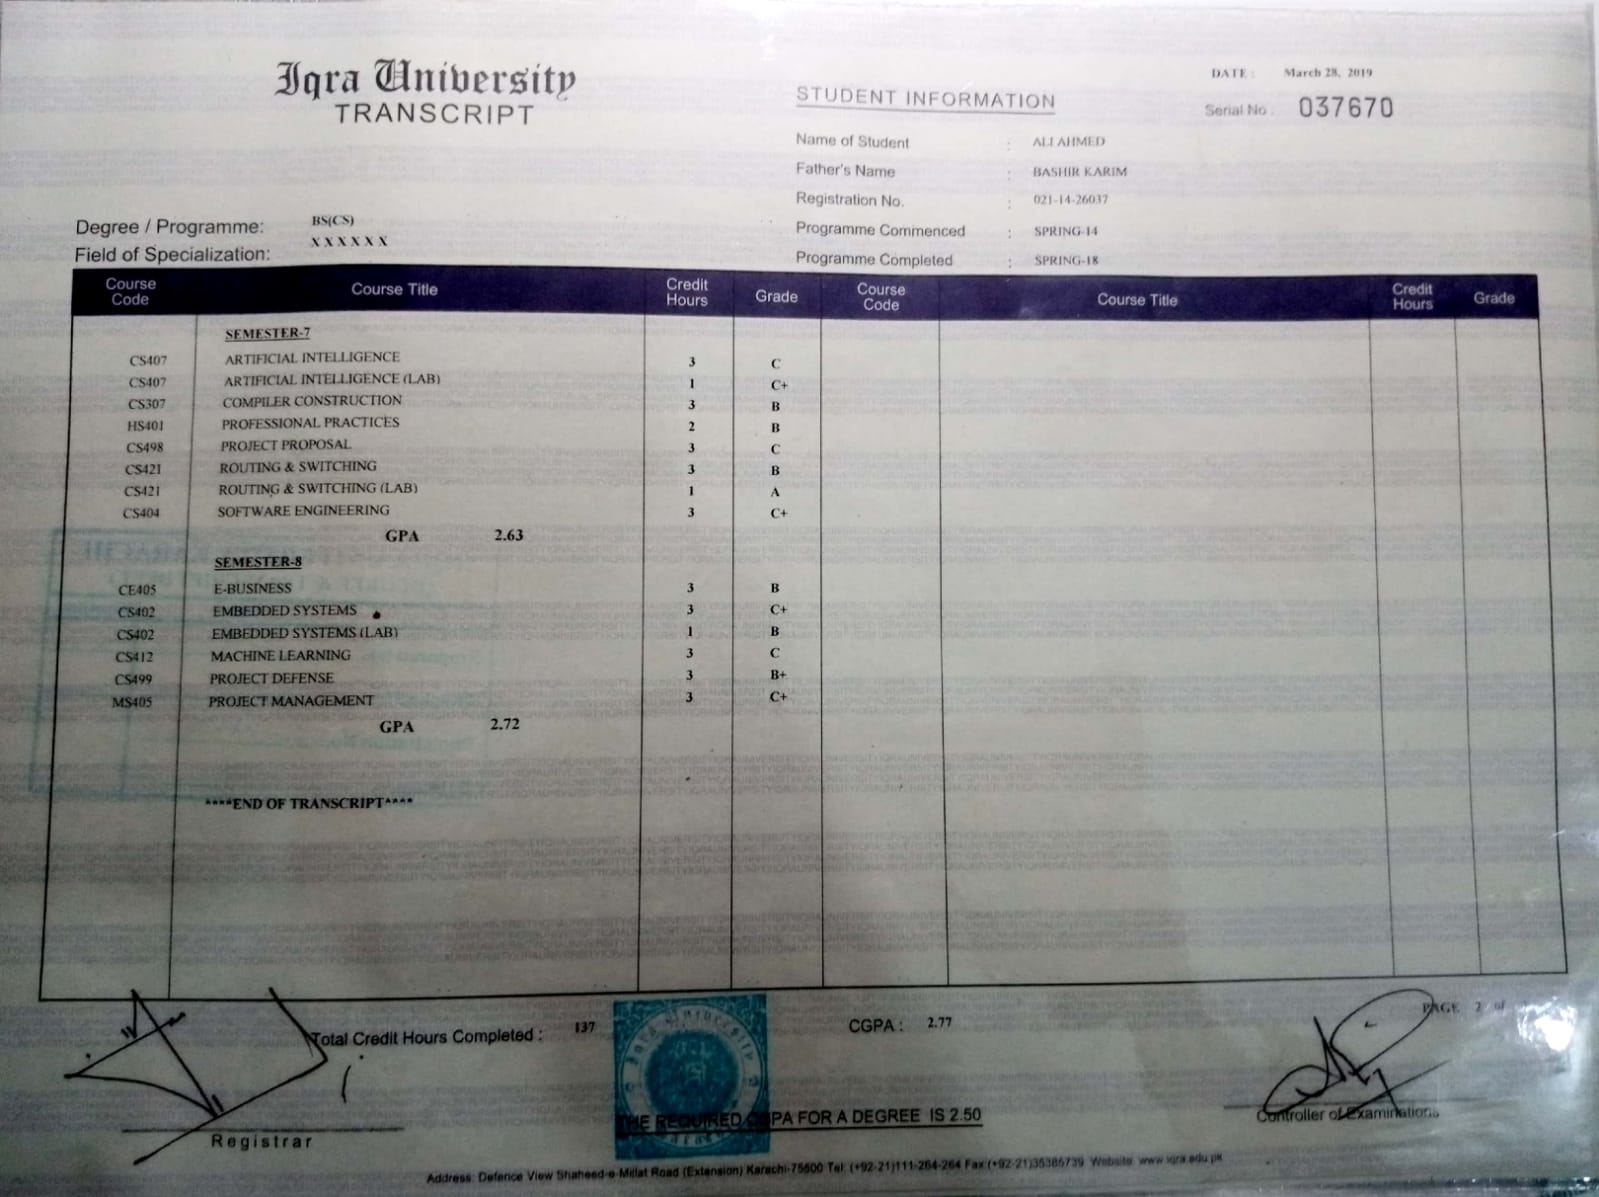 Iqra University
TRANSCRIPT
DATE : March 28, 2019
Serial No : 037670
STUDENT INFORMATION
Name of Student : ALI AHMED
Father's Name : BASHIR KARIM
Registration No. : 021-14-26037
Programme Commenced : SPRING-14
Programme Completed : SPRING-18
Degree / Programme: BS(CS)
Field of Specialization: XXXXXX
Course Code Course Title Credit Hours Grade Course Code Course Title Credit Hours Grade
SEMESTER-7
CS407 ARTIFICIAL INTELLIGENCE 3 C
CS407 ARTIFICIAL INTELLIGENCE (LAB) 1 C+
CS307 COMPILER CONSTRUCTION 3 B
HS401 PROFESSIONAL PRACTICES 2 B
CS498 PROJECT PROPOSAL 3 C
CS421 ROUTING & SWITCHING 3 B
CS421 ROUTING & SWITCHING (LAB) 1 A
CS404 SOFTWARE ENGINEERING 3 C+
GPA 2.63
SEMESTER-8
CE405 E-BUSINESS 3 B
CS402 EMBEDDED SYSTEMS 3 C+
CS402 EMBEDDED SYSTEMS (LAB) 1 B
CS412 MACHINE LEARNING 3 C
CS499 PROJECT DEFENSE 3 B+
MS405 PROJECT MANAGEMENT 3 C+
GPA 2.72
****END OF TRANSCRIPT****
PAGE 2 of
Total Credit Hours Completed : 137
CGPA : 2.77
Iqra University
THE REQUIRED CGPA FOR A DEGREE IS 2.50
Registrar
Controller of Examinations
Address: Defence View Shaheed-e-Millat Road (Extension) Karachi-75500 Tel: (+92-21)111-264-264 Fax:(+92-21)35385739 Website: www.iqra.edu.pk